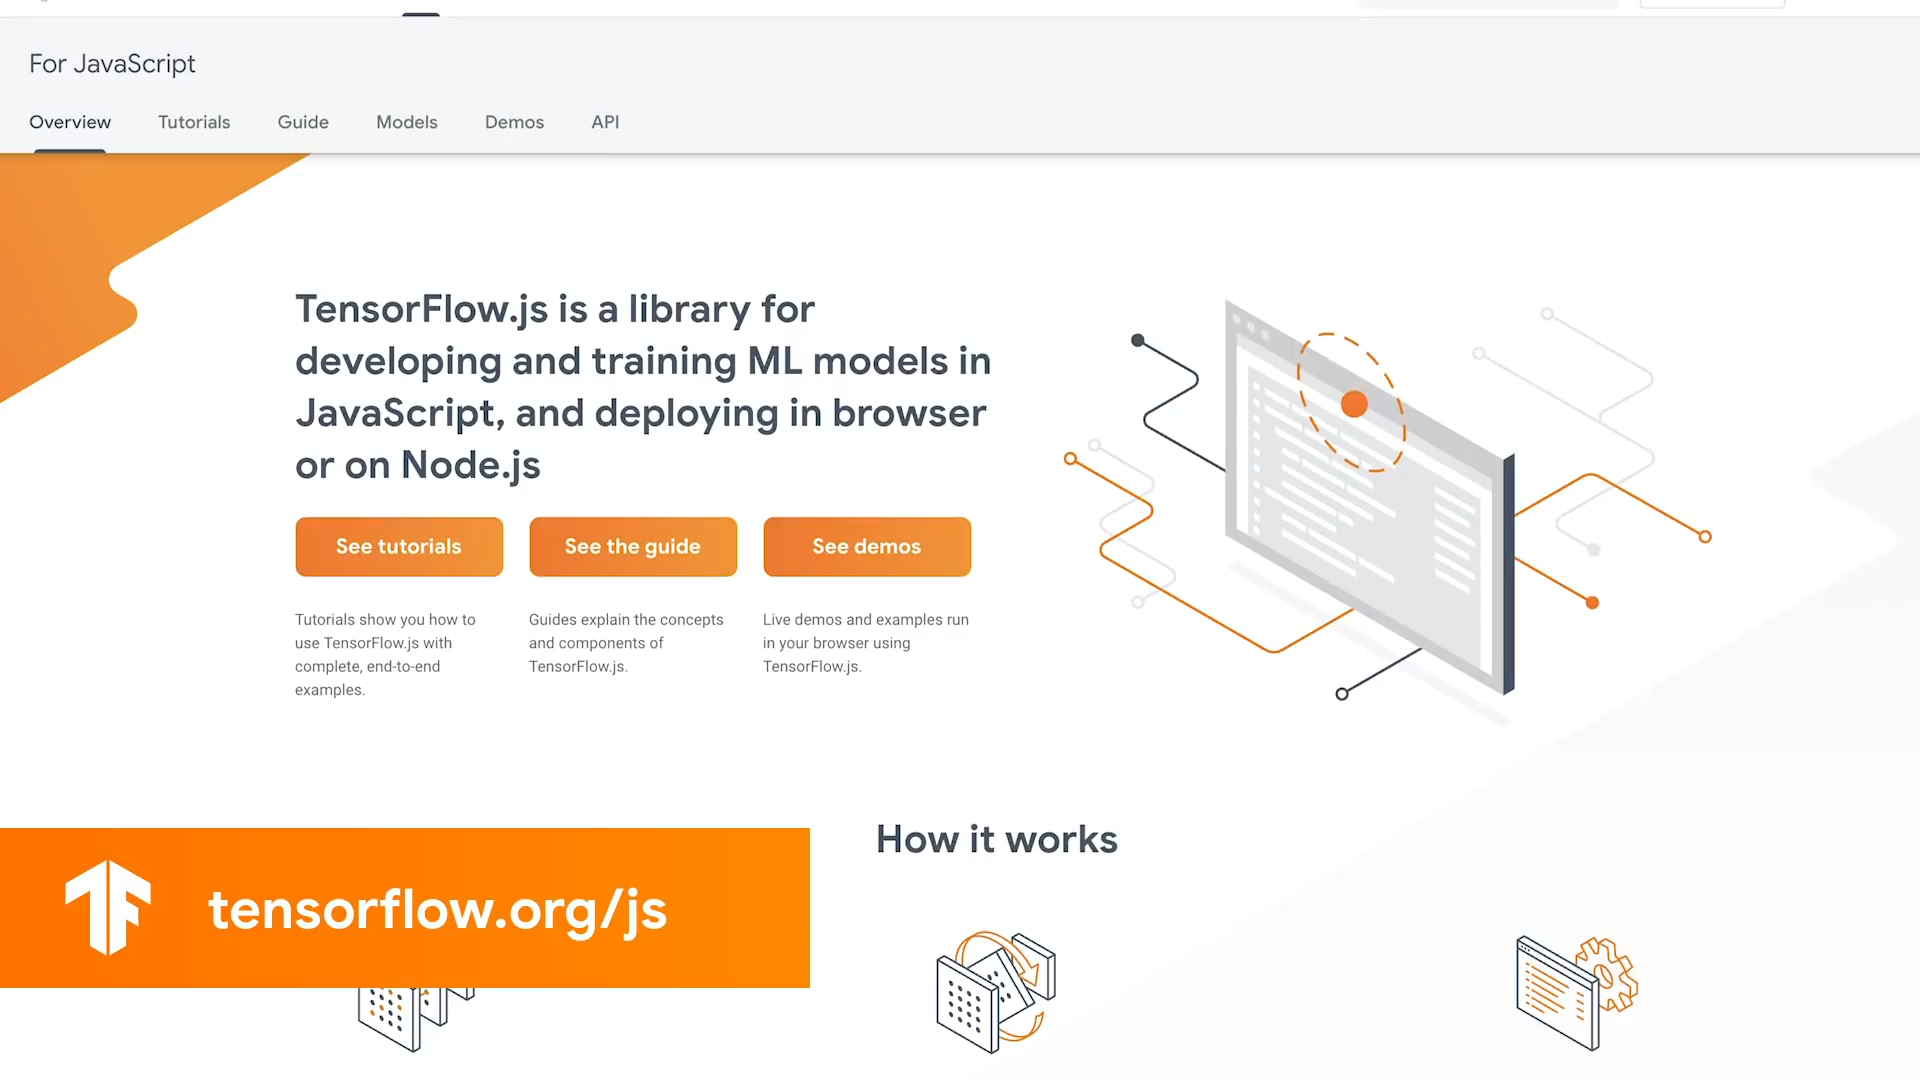 For JavaScript
Overview Tutorials Guide Models Demos API
TensorFlow.js is a library for
developing and training ML models in
JavaScript, and deploying in browser
or on Node.js
See tutorials
See the guide
See demos
Tutorials show you how to
use TensorFlow.js with
complete, end-to-end
examples.
Guides explain the concepts
and components of
TensorFlow.js.
Live demos and examples run
in your browser using
TensorFlow.js.
How it works
tensorflow.org/js